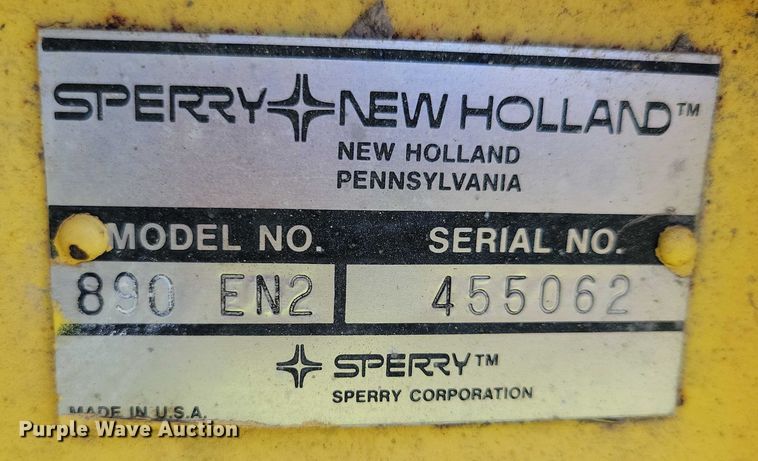 SPERRY NEW HOLLAND™
NEW HOLLAND
PENNSYLVANIA
MODEL NO. SERIAL NO.
890 EN2 455062
SPERRY™
SPERRY CORPORATION
MADE IN U.S.A.
Purple Wave Auction